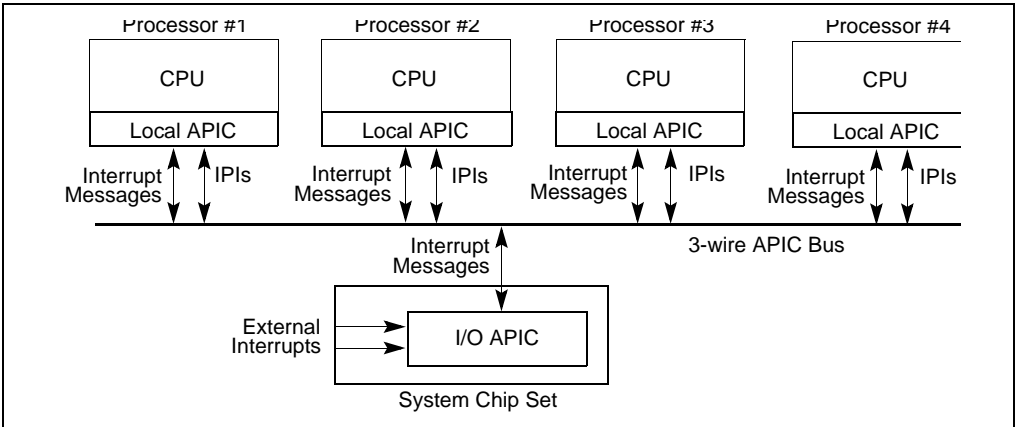 Processor #1
Processor #2
Processor #3
Processor #4
CPU
CPU
CPU
CPU
Local APIC
Local APIC
Local APIC
Local APIC
Interrupt
Messages
IPIs
Interrupt
Messages
IPIs
Interrupt
Messages
IPIs
Interrupt
Messages
IPIs
Interrupt
Messages
3-wire APIC Bus
External
Interrupts
I/O APIC
System Chip Set